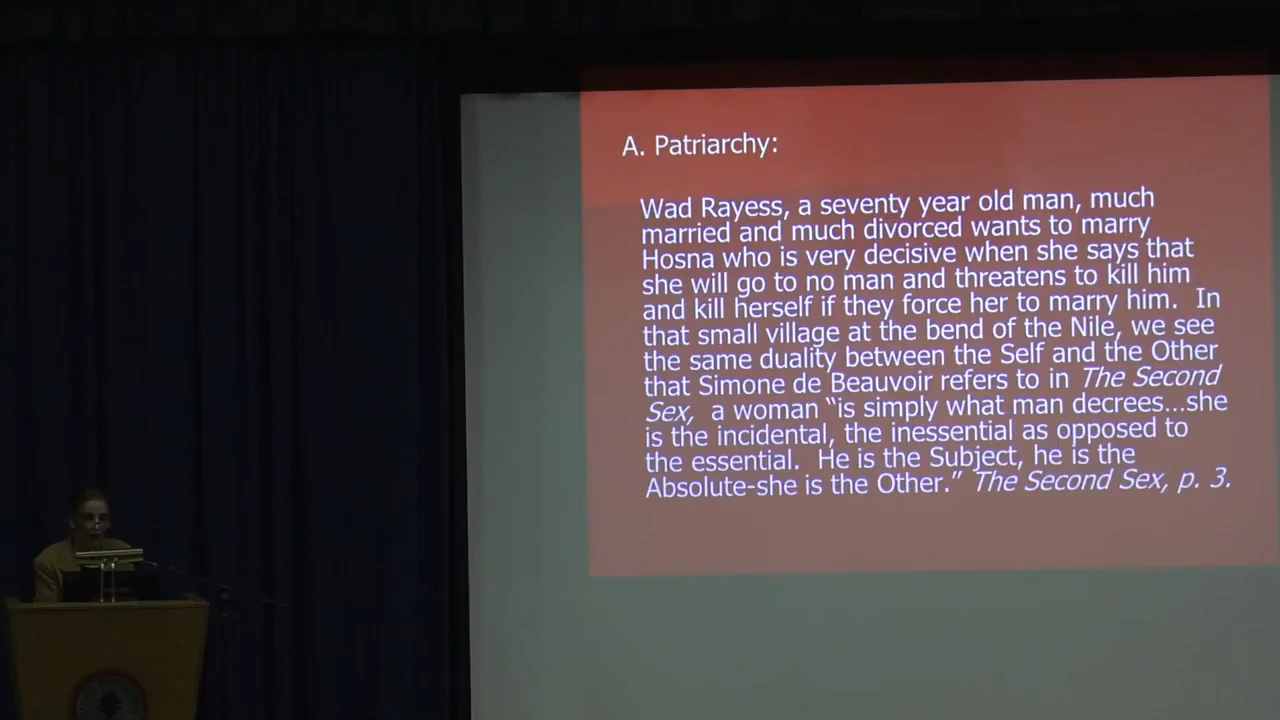 A. Patriarchy:
Wad Rayess, a seventy year old man, much
married and much divorced wants to marry
Hosna who is very decisive when she says that
she will go to no man and threatens to kill him
and kill herself if they force her to marry him. In
that small village at the bend of the Nile, we see
the same duality between the Self and the Other
that Simone de Beauvoir refers to in The Second
Sex, a woman “is simply what man decrees...she
is the incidental, the inessential as opposed to
the essential. He is the Subject, he is the
Absolute-she is the Other.” The Second Sex, p. 3.